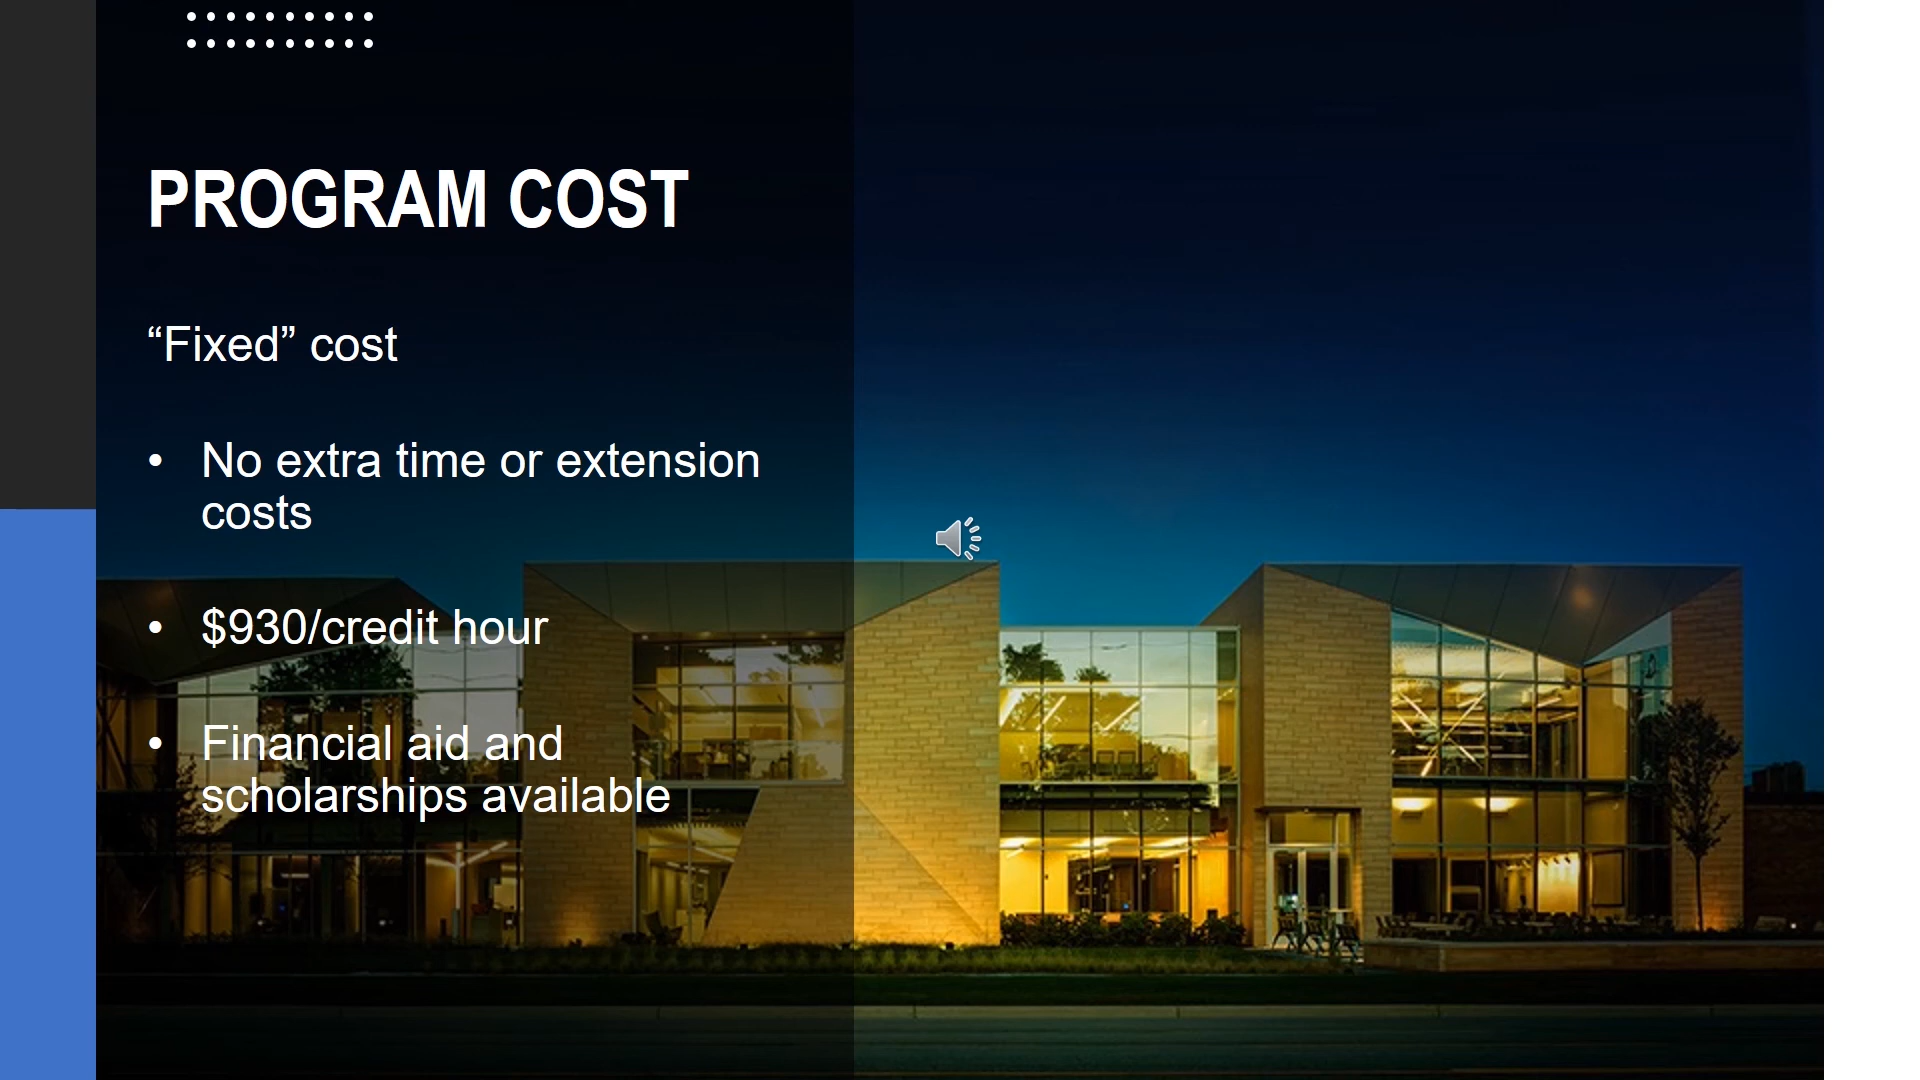 PROGRAM COST
“Fixed” cost
• No extra time or extension
costs
• $930/credit hour
• Financial aid and
scholarships available